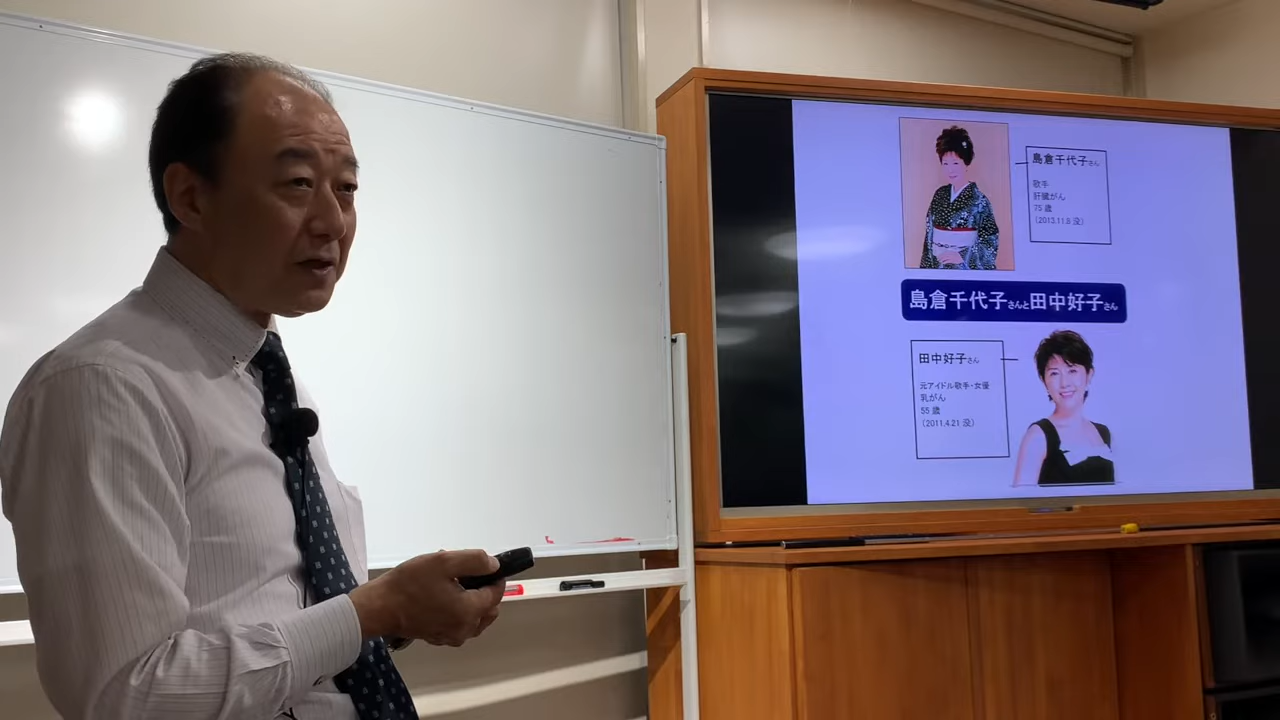 島倉千代子さん
歌手
肝臓がん
75歳
(2013.11.8没)
島倉千代子さんと田中好子さん
田中好子さん
元アイドル歌手・女優
乳がん
55歳
(2011.4.21没)